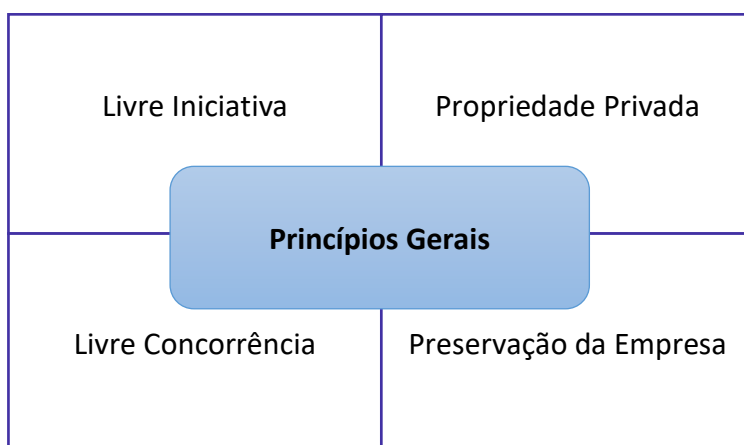 Livre Iniciativa
Propriedade Privada
Princípios Gerais
Livre Concorrência
Preservação da Empresa